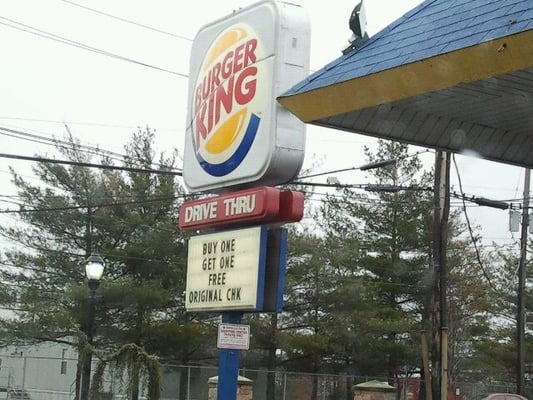 BURGER
KING
DRIVE THRU
BUY ONE
GET ONE
FREE
ORIGINAL CHK